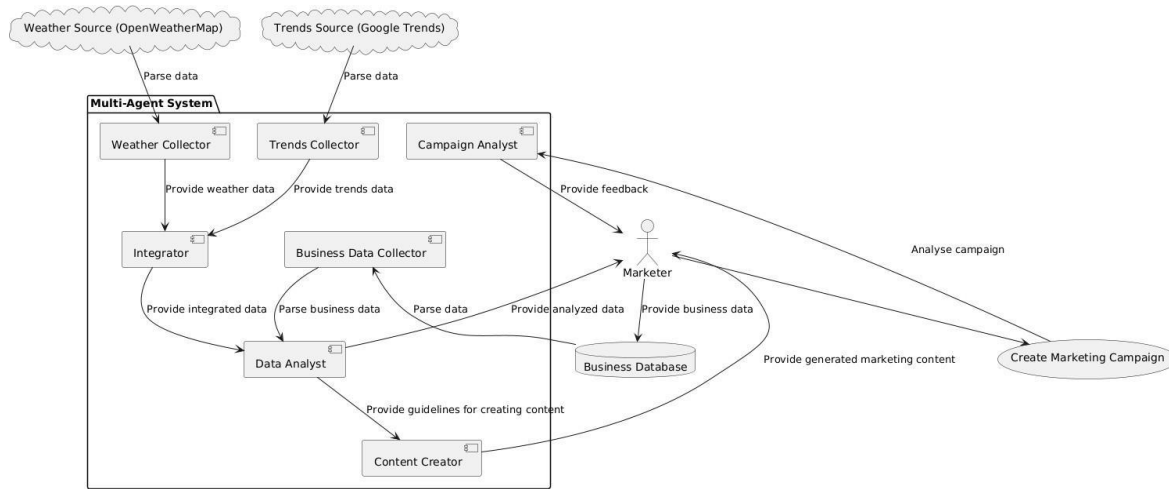 Weather Source (OpenWeatherMap)
Trends Source (Google Trends)
Parse data
Parse data
Multi-Agent System
Weather Collector
Trends Collector
Campaign Analyst
Provide weather data
Provide trends data
Provide feedback
Integrator
Business Data Collector
Marketer
Analyse campaign
Provide integrated data
Parse business data
Parse data
Provide analyzed data
Provide business data
Data Analyst
Business Database
Provide generated marketing content
Create Marketing Campaign
Provide guidelines for creating content
Content Creator